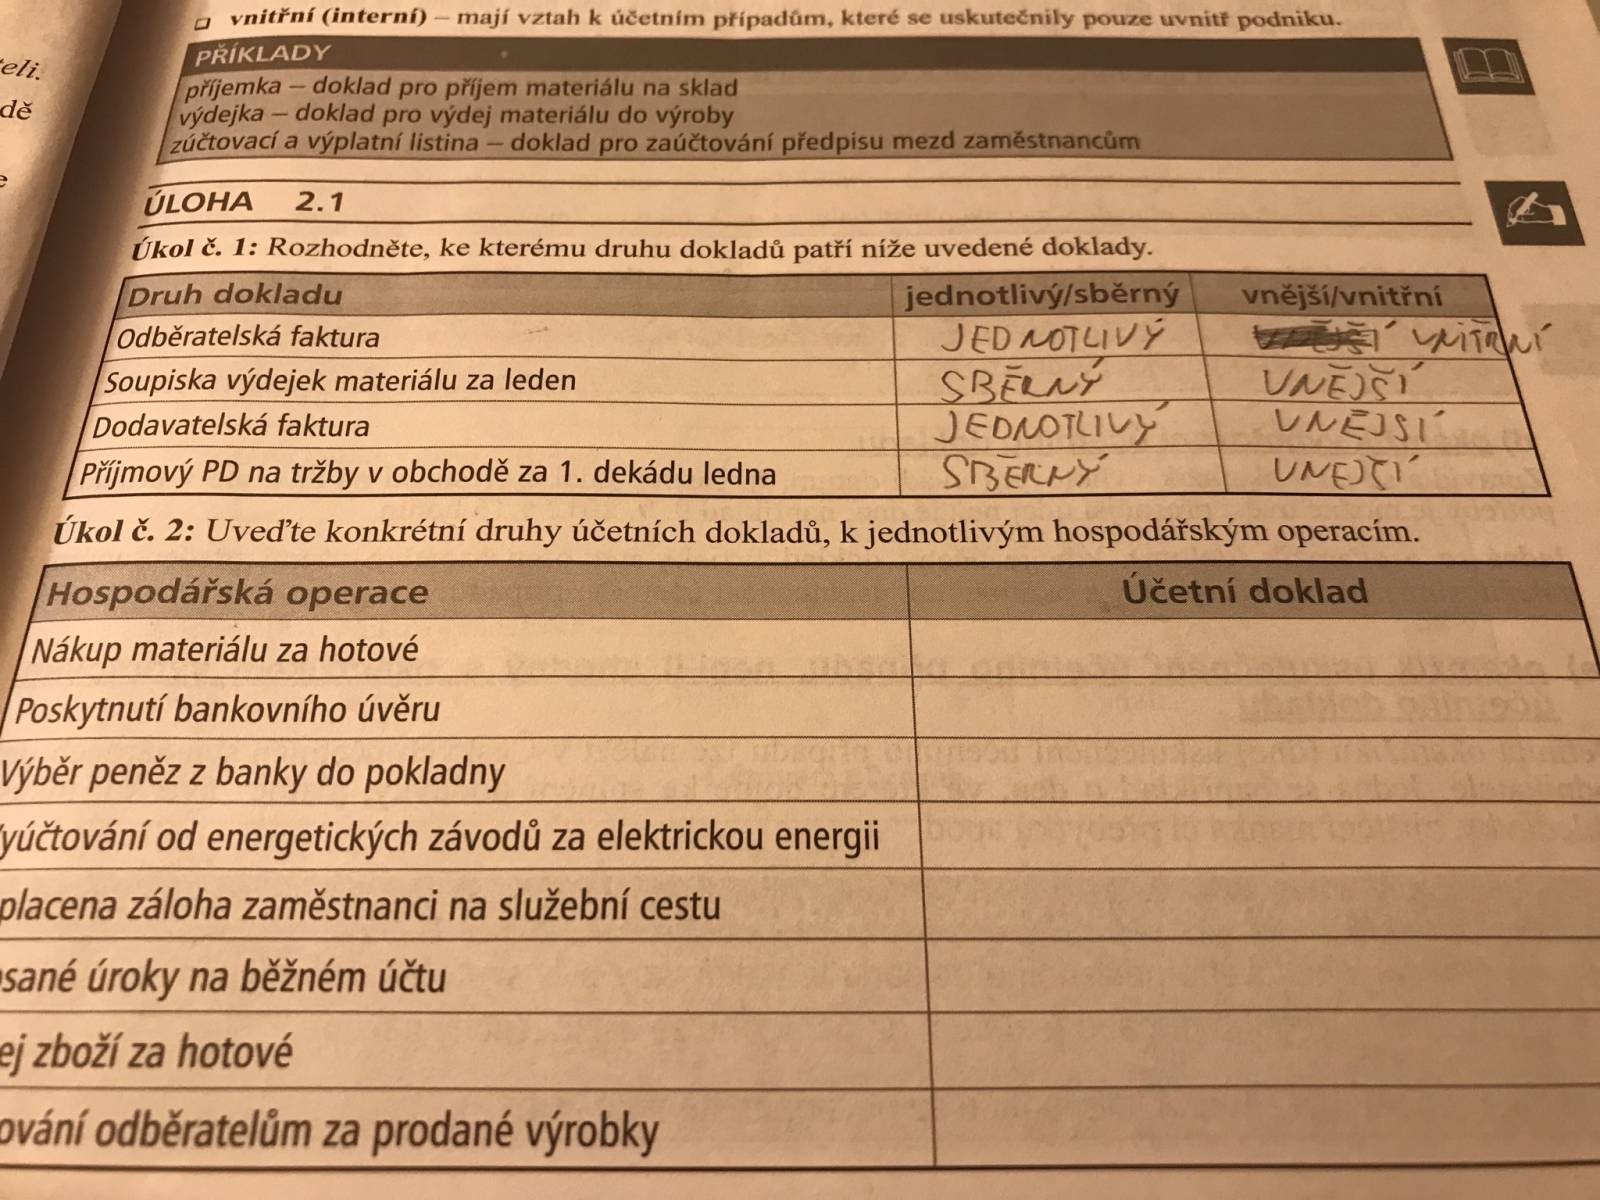 eli.
dě
e
❑ vnitřní (interní) – mají vztah k účetním případům, které se uskutečnily pouze uvnitř podniku.
PŘÍKLADY
příjemka – doklad pro příjem materiálu na sklad
výdejka – doklad pro výdej materiálu do výroby
zúčtovací a výplatní listina – doklad pro zaúčtování předpisu mezd zaměstnancům
ÚLOHA 2.1
Úkol č. 1: Rozhodněte, ke kterému druhu dokladů patří níže uvedené doklady.
Druh dokladu jednotlivý/sběrný vnější/vnitřní
Odběratelská faktura JEDNOTLIVÝ VNITŘNÍ
Soupiska výdejek materiálu za leden SBĚRNÝ VNĚJŠÍ
Dodavatelská faktura JEDNOTLIVÝ VNĚJSÍ
Příjmový PD na tržby v obchodě za 1. dekádu ledna SBĚRNÝ VNEJŠÍ
Úkol č. 2: Uveďte konkrétní druhy účetních dokladů, k jednotlivým hospodářským operacím.
Hospodářská operace Účetní doklad
Nákup materiálu za hotové
Poskytnutí bankovního úvěru
Výběr peněz z banky do pokladny
yúčtování od energetických závodů za elektrickou energii
placena záloha zaměstnanci na služební cestu
sané úroky na běžném účtu
ej zboží za hotové
ování odběratelům za prodané výrobky